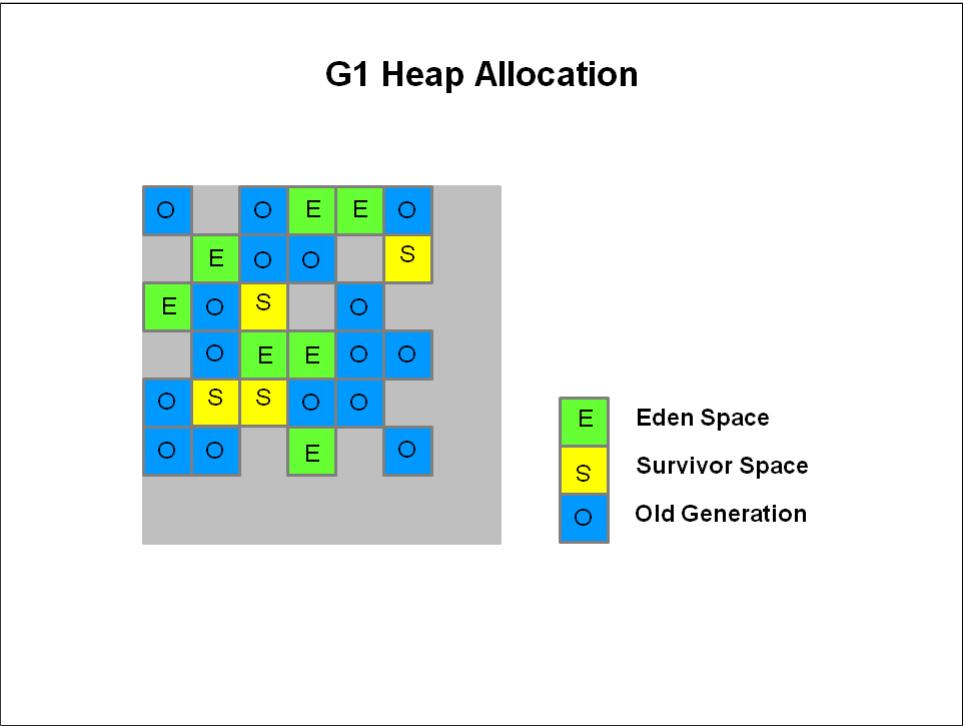 G1 Heap Allocation
O O E E O
E O O S
E O S O
O E E O O
O S S O O
O O E O
E Eden Space
S Survivor Space
O Old Generation